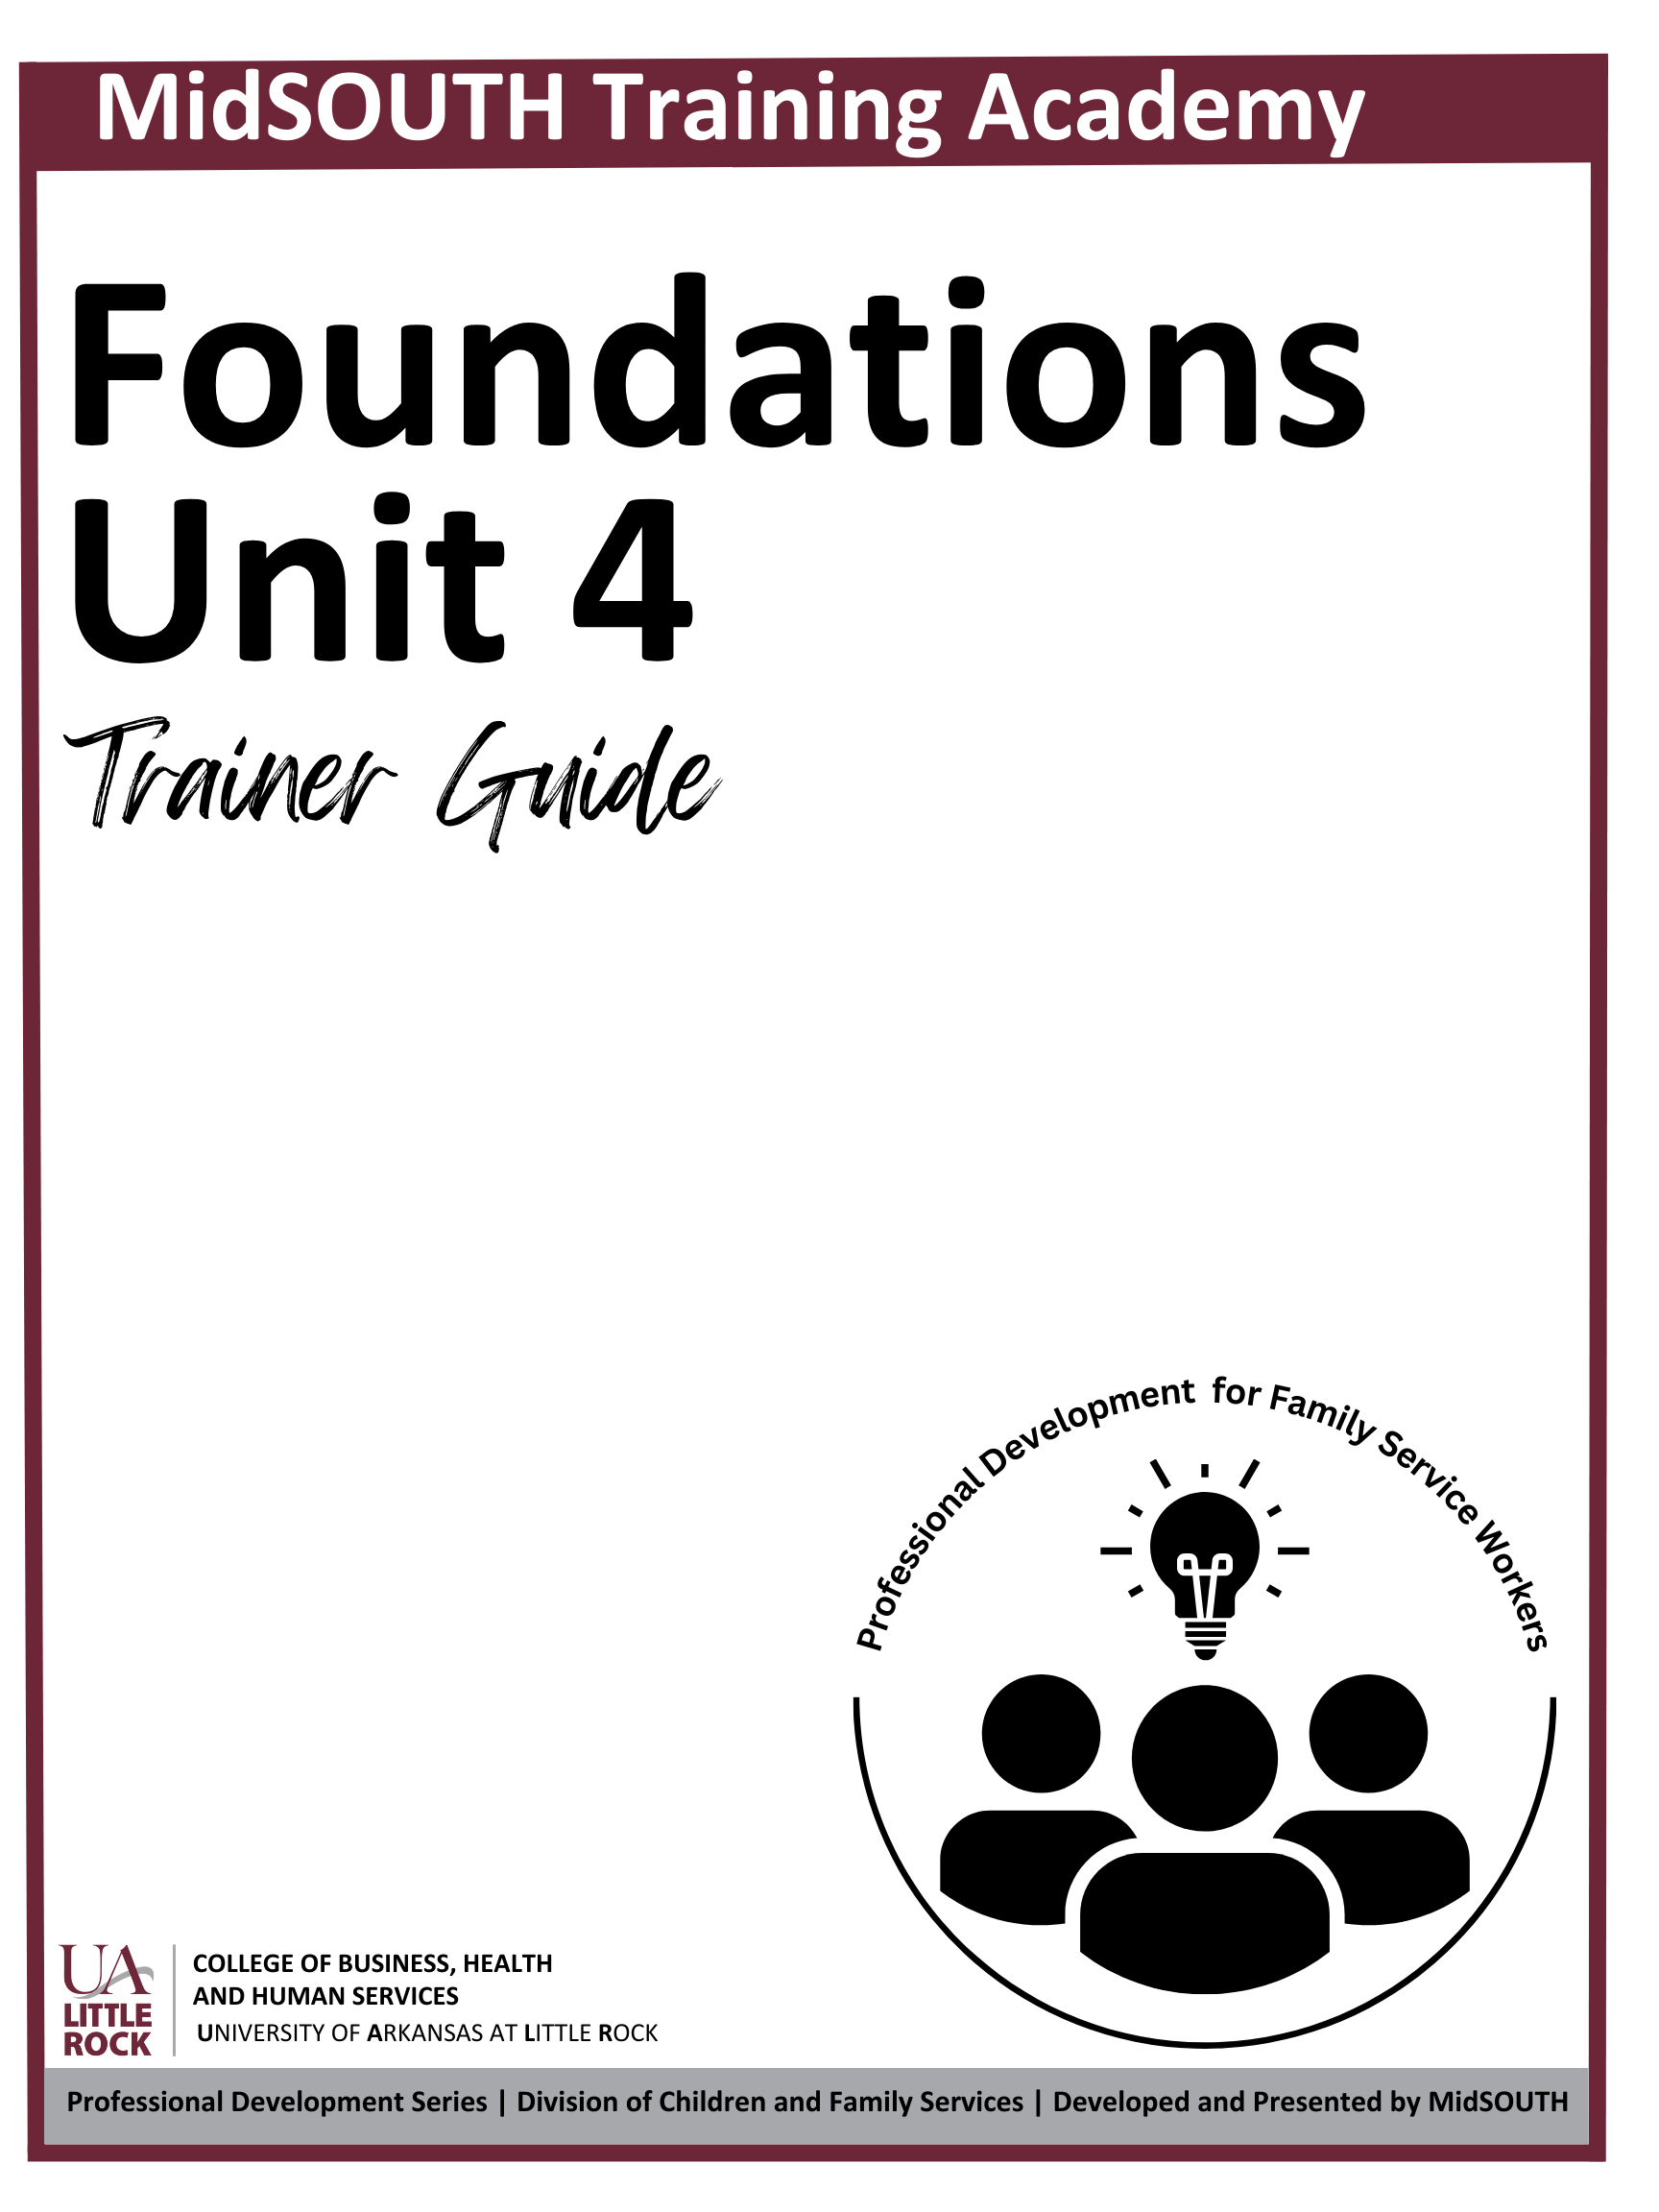 MidSOUTH Training Academy
Foundations
Unit 4
Trainer Guide
Professional Development for Family Service Workers
UA
LITTLE
ROCK
COLLEGE OF BUSINESS, HEALTH
AND HUMAN SERVICES
UNIVERSITY OF ARKANSAS AT LITTLE ROCK
Professional Development Series | Division of Children and Family Services | Developed and Presented by MidSOUTH